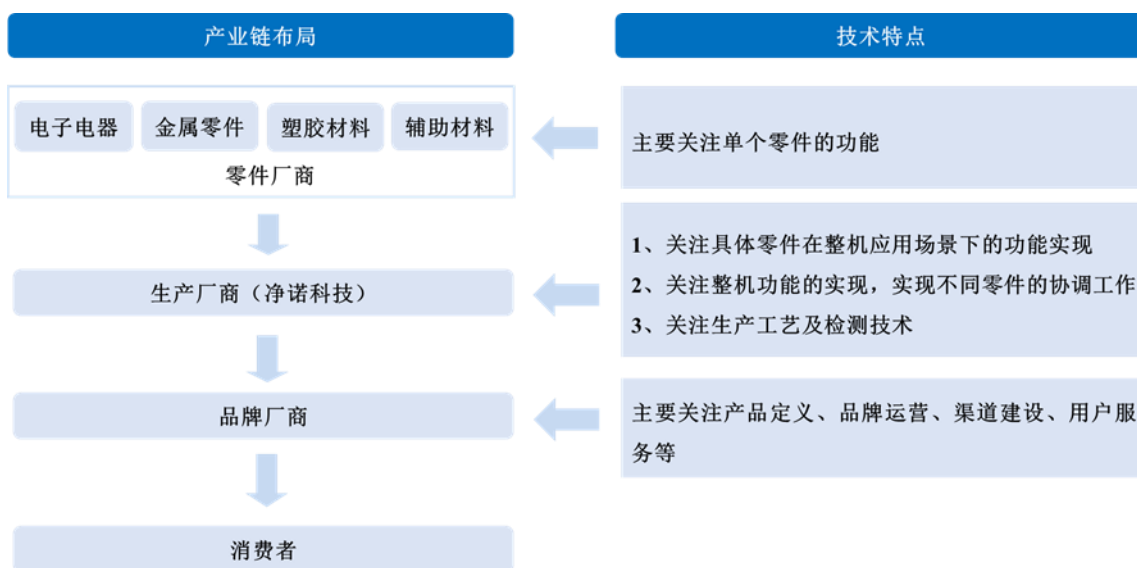 产业链布局
技术特点
电子电器
金属零件
塑胶材料
辅助材料
零件厂商
主要关注单个零件的功能
生产厂商（净诺科技）
1、关注具体零件在整机应用场景下的功能实现
2、关注整机功能的实现，实现不同零件的协调工作
3、关注生产工艺及检测技术
品牌厂商
主要关注产品定义、品牌运营、渠道建设、用户服
务等
消费者